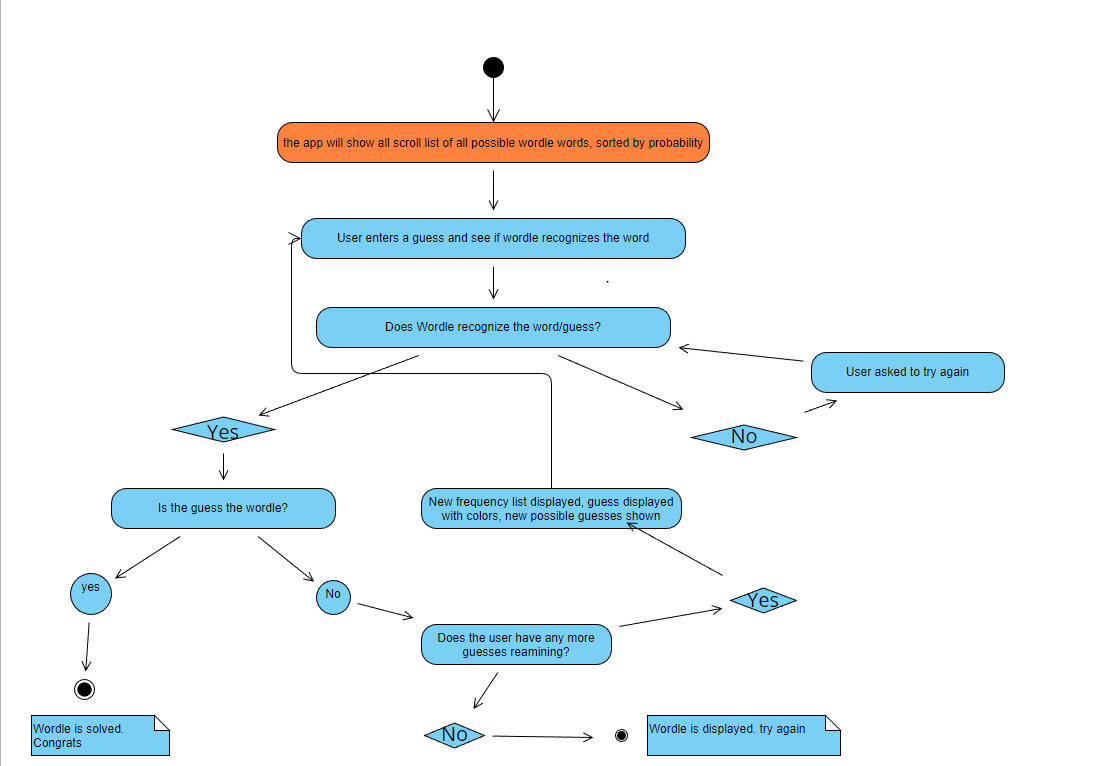 the app will show all scroll list of all possible wordle words, sorted by probability
User enters a guess and see if wordle recognizes the word
Does Wordle recognize the word/guess?
User asked to try again
Yes
No
Is the guess the wordle?
New frequency list displayed, guess displayed
with colors, new possible guesses shown
yes
No
Yes
Does the user have any more
guesses reamining?
Wordle is solved.
Congrats
No
Wordle is displayed. try again